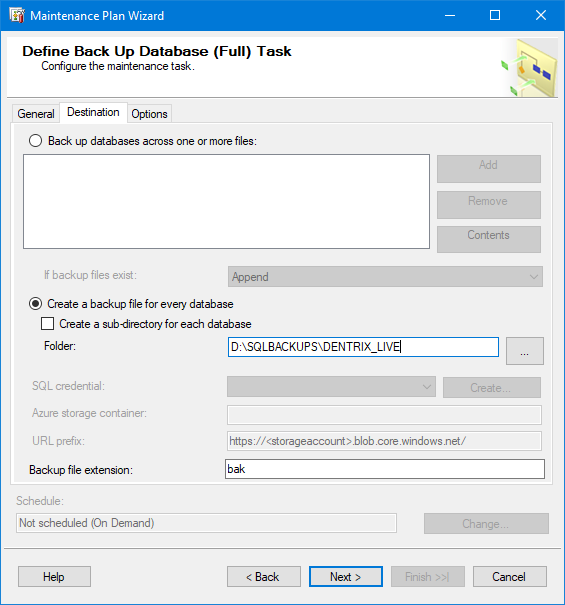 Maintenance Plan Wizard
Define Back Up Database (Full) Task
Configure the maintenance task.
General Destination Options
Back up databases across one or more files:
Add
Remove
Contents
If backup files exist: Append
Create a backup file for every database
Create a sub-directory for each database
Folder: D:\SQLBACKUPS\DENTRIX_LIVE ...
SQL credential: Create...
Azure storage container:
URL prefix: https://<storageaccount>.blob.core.windows.net/
Backup file extension: bak
Schedule:
Not scheduled (On Demand) Change...
Help < Back Next > Finish >>| Cancel